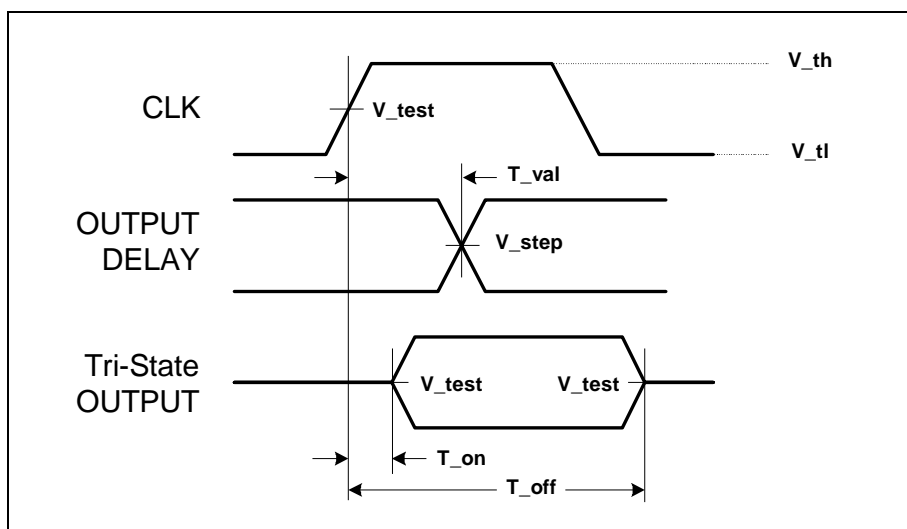 V_th
CLK
V_test
V_tl
T_val
OUTPUT
DELAY
V_step
Tri-State
OUTPUT
V_test
V_test
T_on
T_off